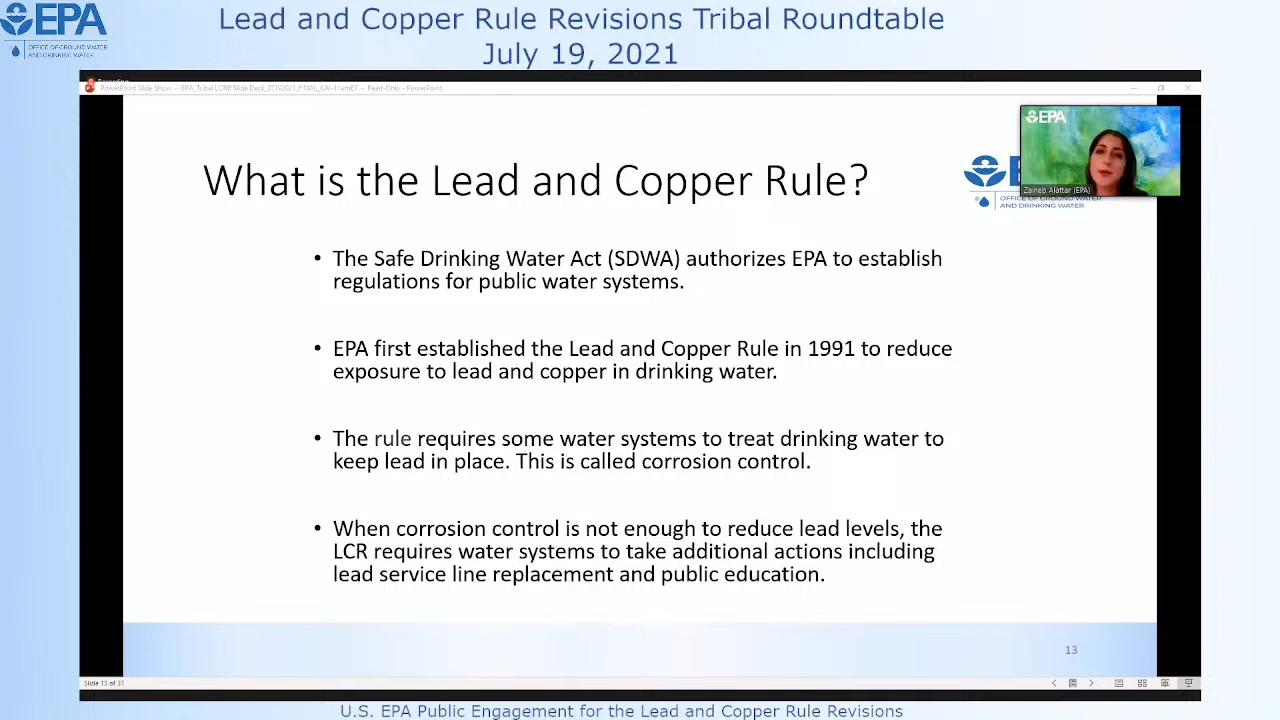 EPA
OFFICE OF GROUND WATER
AND DRINKING WATER
Lead and Copper Rule Revisions Tribal Roundtable
July 19, 2021
Recording
PowerPoint Slide Show - EPA_Tribal LCRR Slide Deck_07192021_FINAL_KAI-11amET - Read-Only - PowerPoint
EPA
Zaineb Alattar (EPA)
OFFICE OF GROUND WATER
AND DRINKING WATER
What is the Lead and Copper Rule?
• The Safe Drinking Water Act (SDWA) authorizes EPA to establish
regulations for public water systems.
• EPA first established the Lead and Copper Rule in 1991 to reduce
exposure to lead and copper in drinking water.
• The rule requires some water systems to treat drinking water to
keep lead in place. This is called corrosion control.
• When corrosion control is not enough to reduce lead levels, the
LCR requires water systems to take additional actions including
lead service line replacement and public education.
13
Slide 13 of 31
U.S. EPA Public Engagement for the Lead and Copper Rule Revisions